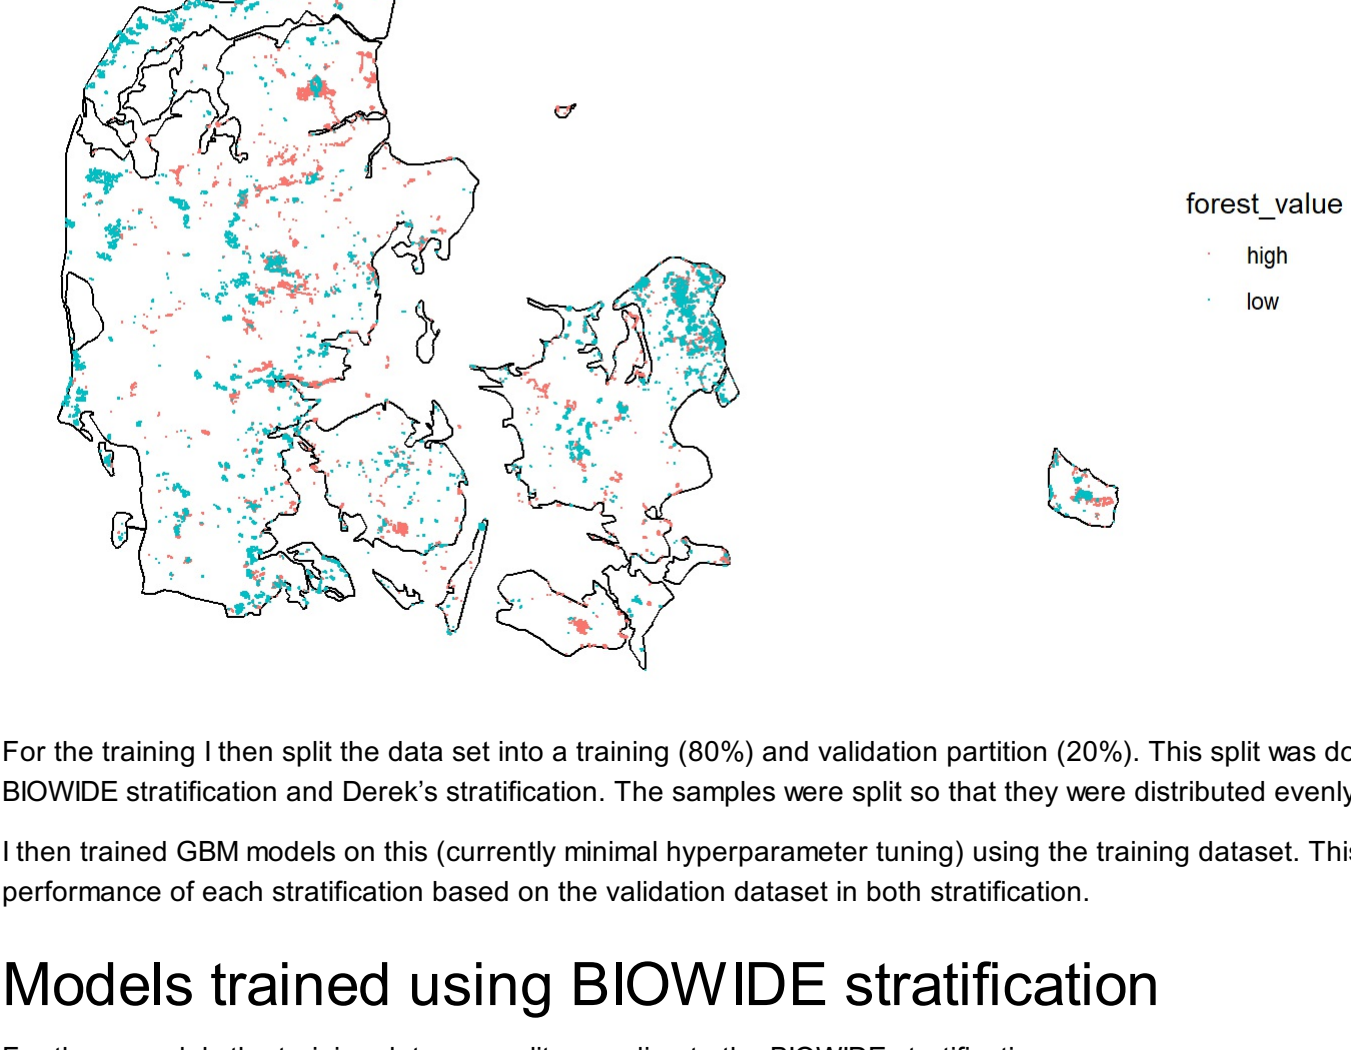 forest_value
high
low
For the training I then split the data set into a training (80%) and validation partition (20%). This split was
BIOWIDE stratification and Derek's stratification. The samples were split so that they were distributed evenly
I then trained GBM models on this (currently minimal hyperparameter tuning) using the training dataset. This
performance of each stratification based on the validation dataset in both stratification.
Models trained using BIOWIDE stratification